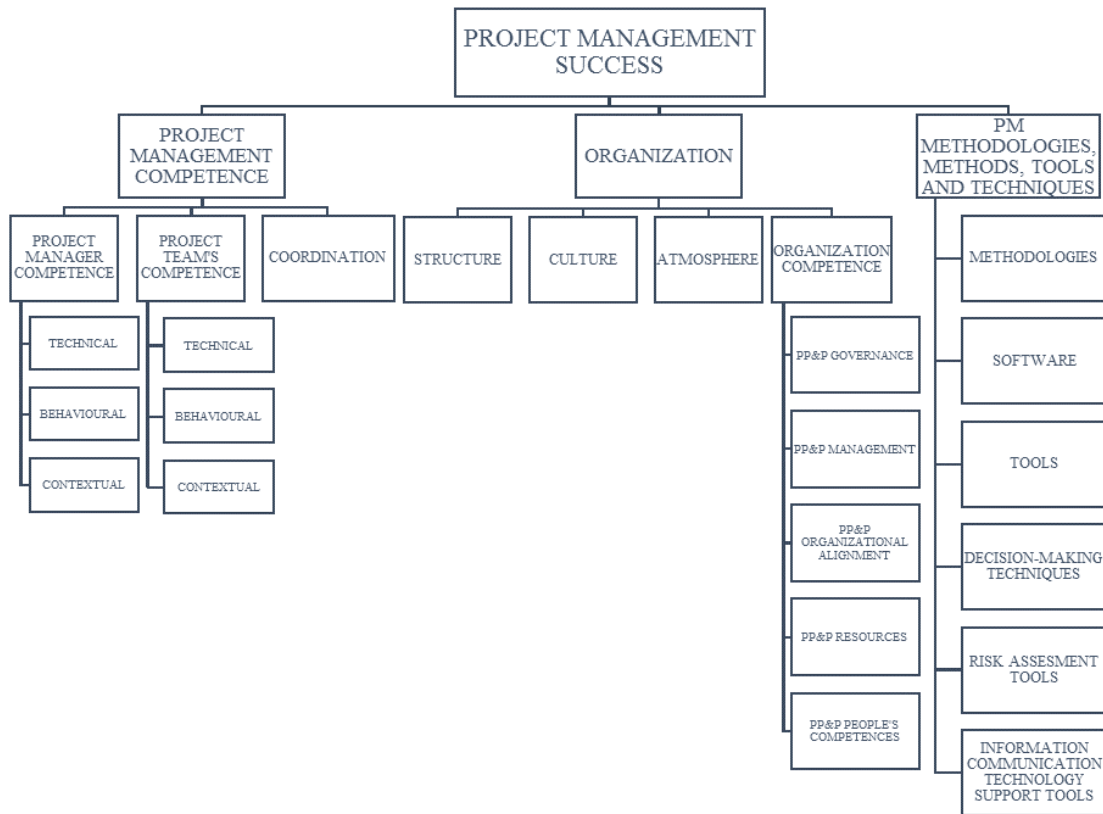 PROJECT MANAGEMENT
SUCCESS
PROJECT
MANAGEMENT
COMPETENCE
ORGANIZATION
PM
METHODOLOGIES,
METHODS, TOOLS
AND TECHNIQUES
PROJECT
MANAGER
COMPETENCE
PROJECT
TEAM'S
COMPETENCE
COORDINATION
STRUCTURE
CULTURE
ATMOSPHERE
ORGANIZATION
COMPETENCE
TECHNICAL
BEHAVIOURAL
CONTEXTUAL
TECHNICAL
BEHAVIOURAL
CONTEXTUAL
PP&P GOVERNANCE
PP&P MANAGEMENT
PP&P
ORGANIZATIONAL
ALIGNMENT
PP&P RESOURCES
PP&P PEOPLE'S
COMPETENCES
METHODOLOGIES
SOFTWARE
TOOLS
DECISION-MAKING
TECHNIQUES
RISK ASSESMENT
TOOLS
INFORMATION
COMMUNICATION
TECHNOLOGY
SUPPORT TOOLS